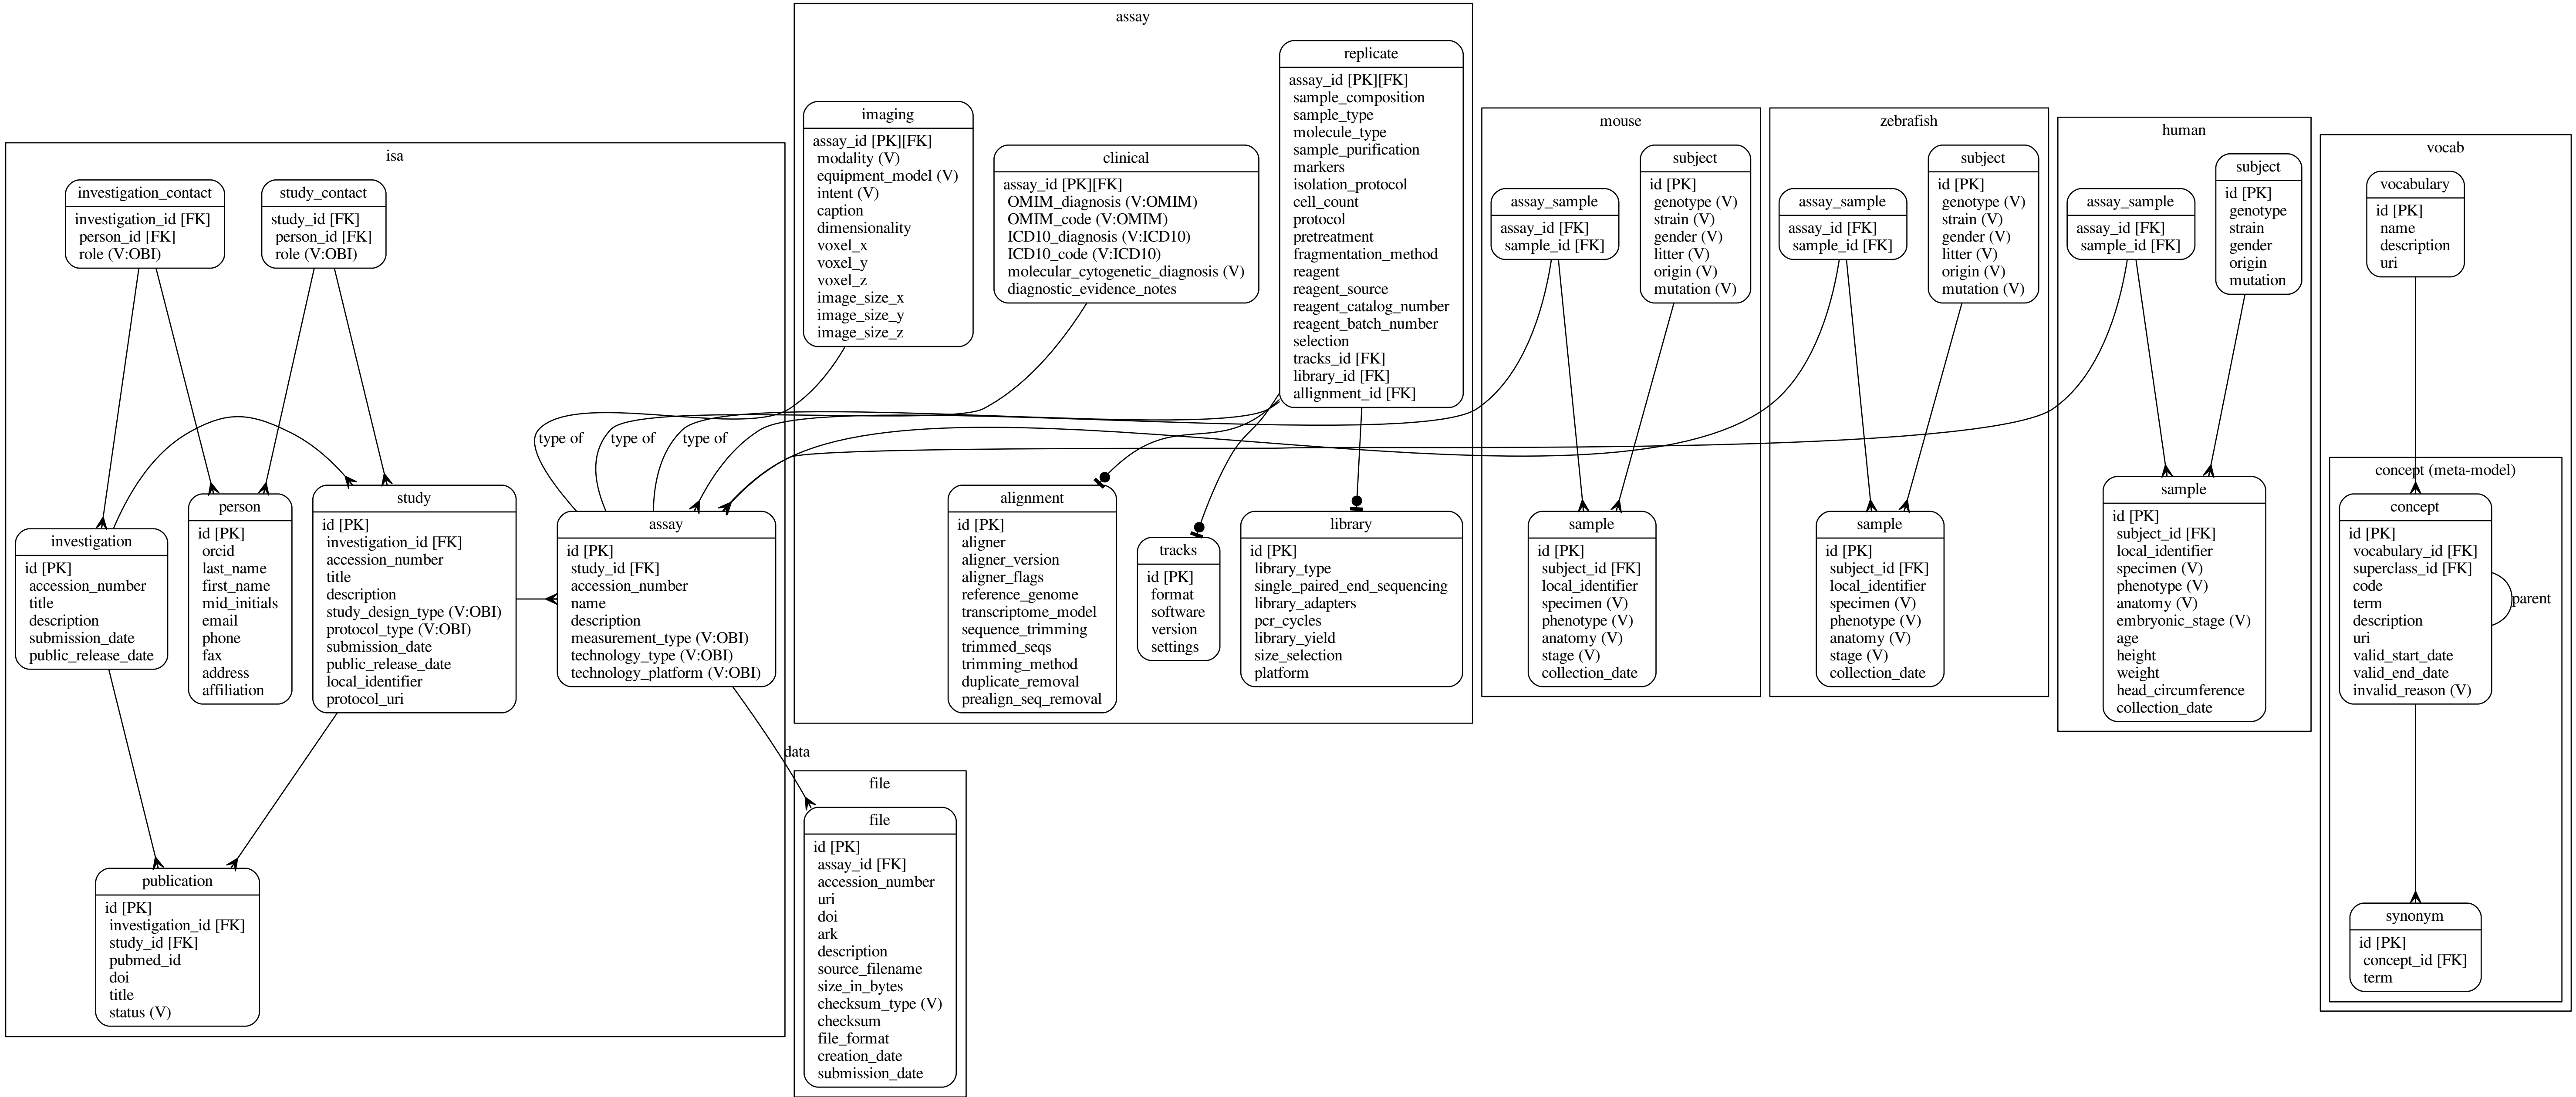 isa
investigation_contact
investigation_id [FK]
person_id [FK]
role (V:OBI)
study_contact
study_id [FK]
person_id [FK]
role (V:OBI)
investigation
id [PK]
accession_number
title
description
submission_date
public_release_date
person
id [PK]
orcid
last_name
first_name
mid_initials
email
phone
fax
address
affiliation
study
id [PK]
investigation_id [FK]
accession_number
title
description
study_design_type (V:OBI)
protocol_type (V:OBI)
submission_date
public_release_date
local_identifier
protocol_uri
type of
type of
type of
assay
id [PK]
study_id [FK]
accession_number
name
description
measurement_type (V:OBI)
technology_type (V:OBI)
technology_platform (V:OBI)
publication
id [PK]
investigation_id [FK]
study_id [FK]
pubmed_id
doi
title
status (V)
assay
imaging
assay_id [PK][FK]
modality (V)
equipment_model (V)
intent (V)
caption
dimensionality
voxel_x
voxel_y
voxel_z
image_size_x
image_size_y
image_size_z
clinical
assay_id [PK][FK]
OMIM_diagnosis (V:OMIM)
OMIM_code (V:OMIM)
ICD10_diagnosis (V:ICD10)
ICD10_code (V:ICD10)
molecular_cytogenetic_diagnosis (V)
diagnostic_evidence_notes
replicate
assay_id [PK][FK]
sample_composition
sample_type
molecule_type
sample_purification
markers
isolation_protocol
cell_count
protocol
pretreatment
fragmentation_method
reagent
reagent_source
reagent_catalog_number
reagent_batch_number
selection
tracks_id [FK]
library_id [FK]
allignment_id [FK]
alignment
id [PK]
aligner
aligner_version
aligner_flags
reference_genome
transcriptome_model
sequence_trimming
trimmed_seqs
trimming_method
duplicate_removal
prealign_seq_removal
tracks
id [PK]
format
software
version
settings
library
id [PK]
library_type
single_paired_end_sequencing
library_adapters
pcr_cycles
library_yield
size_selection
platform
data
file
file
id [PK]
assay_id [FK]
accession_number
uri
doi
ark
description
source_filename
size_in_bytes
checksum_type (V)
checksum
file_format
creation_date
submission_date
mouse
assay_sample
assay_id [FK]
sample_id [FK]
subject
id [PK]
genotype (V)
strain (V)
gender (V)
litter (V)
origin (V)
mutation (V)
sample
id [PK]
subject_id [FK]
local_identifier
specimen (V)
phenotype (V)
anatomy (V)
stage (V)
collection_date
zebrafish
assay_sample
assay_id [FK]
sample_id [FK]
subject
id [PK]
genotype (V)
strain (V)
gender (V)
litter (V)
origin (V)
mutation (V)
sample
id [PK]
subject_id [FK]
local_identifier
specimen (V)
phenotype (V)
anatomy (V)
stage (V)
collection_date
human
assay_sample
assay_id [FK]
sample_id [FK]
subject
id [PK]
genotype
strain
gender
origin
mutation
sample
id [PK]
subject_id [FK]
local_identifier
specimen (V)
phenotype (V)
anatomy (V)
embryonic_stage (V)
age
height
weight
head_circumference
collection_date
vocab
vocabulary
id [PK]
name
description
uri
concept (meta-model)
concept
id [PK]
vocabulary_id [FK]
superclass_id [FK]
code
term
description
uri
valid_start_date
valid_end_date
invalid_reason (V)
parent
synonym
id [PK]
concept_id [FK]
term